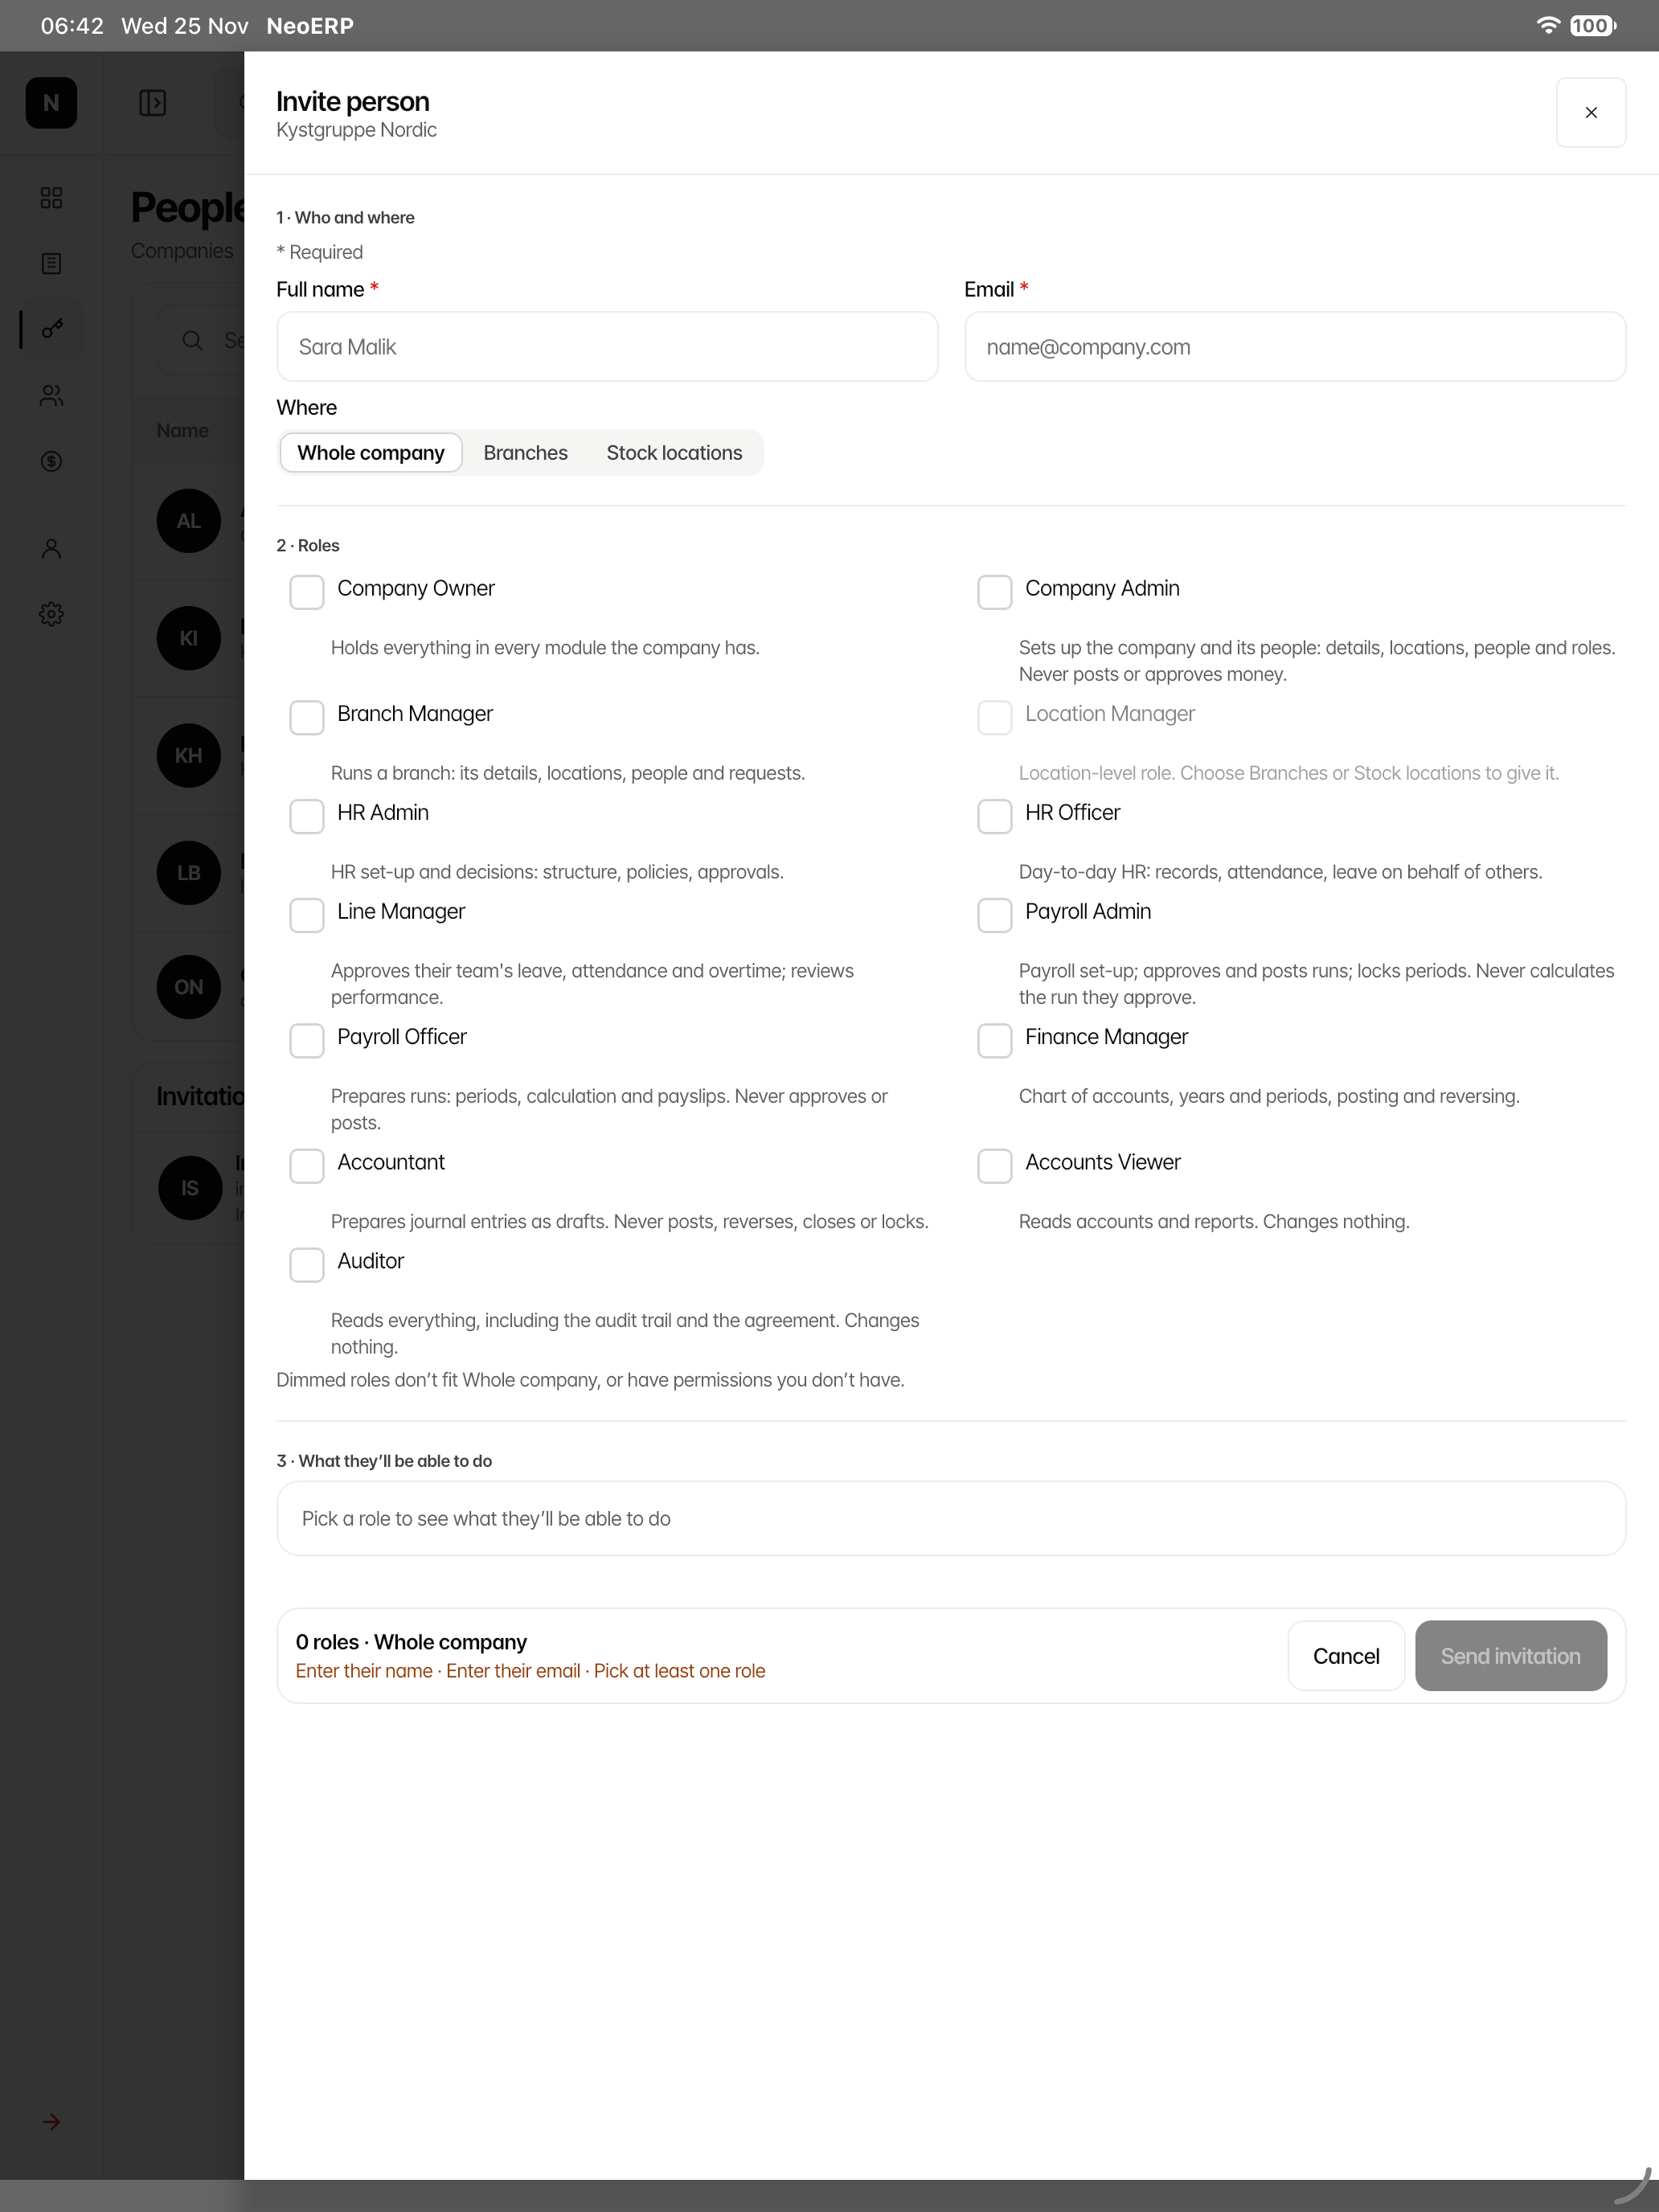 06:42 Wed 25 Nov NeoERP
100
N
Invite person
Kystgruppe Nordic
People
Companies
Name
AL
KI
KH
LB
ON
IS
1 · Who and where
* Required
Full name *
Email *
Sara Malik
name@company.com
Where
Whole company
Branches
Stock locations
2 · Roles
Company Owner
Holds everything in every module the company has.
Company Admin
Sets up the company and its people: details, locations, people and roles.
Never posts or approves money.
Branch Manager
Runs a branch: its details, locations, people and requests.
Location Manager
Location-level role. Choose Branches or Stock locations to give it.
HR Admin
HR set-up and decisions: structure, policies, approvals.
HR Officer
Day-to-day HR: records, attendance, leave on behalf of others.
Line Manager
Approves their team's leave, attendance and overtime; reviews
performance.
Payroll Admin
Payroll set-up; approves and posts runs; locks periods. Never calculates
the run they approve.
Payroll Officer
Prepares runs: periods, calculation and payslips. Never approves or
posts.
Finance Manager
Chart of accounts, years and periods, posting and reversing.
Accountant
Prepares journal entries as drafts. Never posts, reverses, closes or locks.
Accounts Viewer
Reads accounts and reports. Changes nothing.
Auditor
Reads everything, including the audit trail and the agreement. Changes
nothing.
Dimmed roles don’t fit Whole company, or have permissions you don’t have.
3 · What they’ll be able to do
Pick a role to see what they’ll be able to do
0 roles · Whole company
Enter their name · Enter their email · Pick at least one role
Cancel
Send invitation